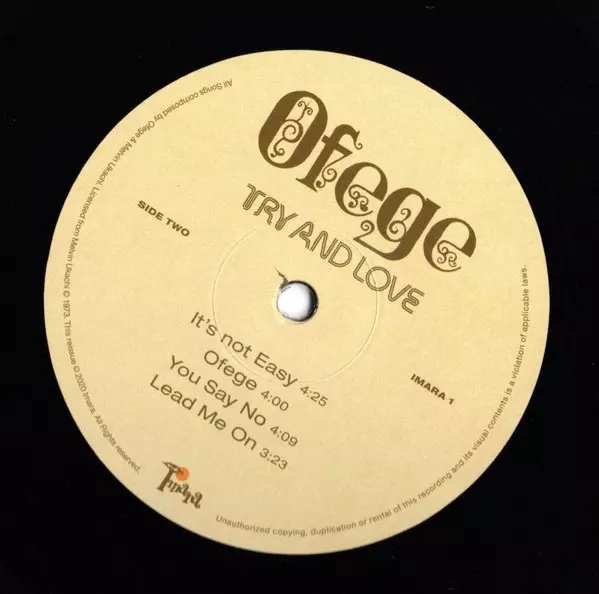 Ofege
TRY AND LOVE
SIDE TWO
IMARA 1
It's not Easy 4:25
Ofege 4:00
You Say No 4:09
Lead Me On 3:23
Imara
All Songs composed by Ofege & Melvin Ukachi. Licensed from Melvin Ukachi © 1973. This reissue © 2020 Imara. All Rights reserved.
Unauthorized copying, duplication or rental of this recording and its visual contents is a violation of applicable laws.